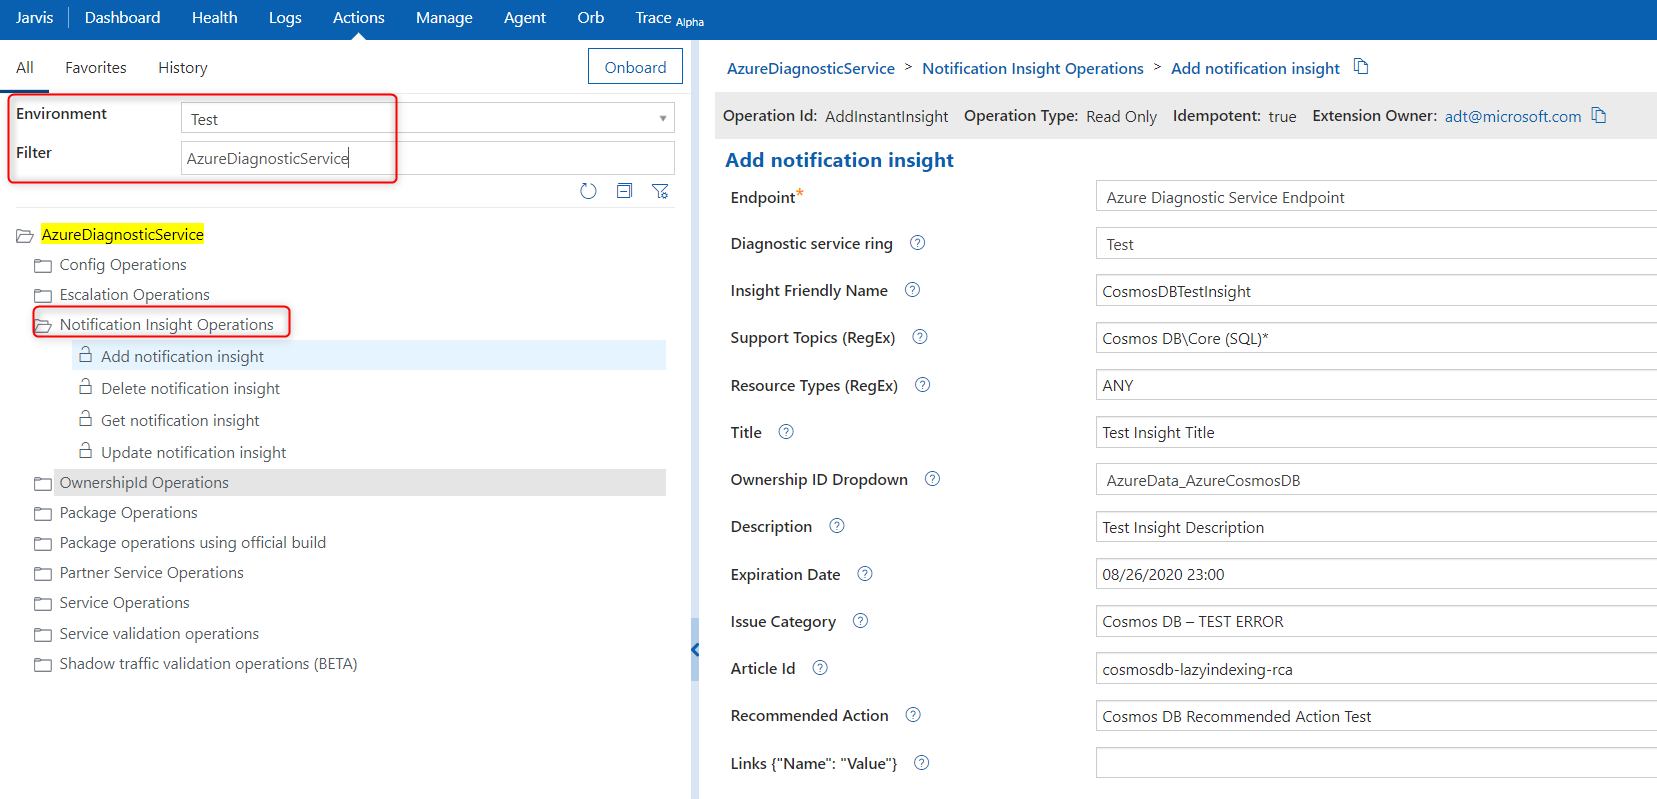 Jarvis Dashboard Health Logs Actions Manage Agent Orb Trace Alpha
All Favorites History Onboard
Environment Test
Filter AzureDiagnosticService
AzureDiagnosticService
Config Operations
Escalation Operations
Notification Insight Operations
Add notification insight
Delete notification insight
Get notification insight
Update notification insight
OwnershipId Operations
Package Operations
Package operations using official build
Partner Service Operations
Service Operations
Service validation operations
Shadow traffic validation operations (BETA)
AzureDiagnosticService > Notification Insight Operations > Add notification insight
Operation Id: AddInstantInsight Operation Type: Read Only Idempotent: true Extension Owner: adt@microsoft.com
Add notification insight
Endpoint* Azure Diagnostic Service Endpoint
Diagnostic service ring Test
Insight Friendly Name CosmosDBTestInsight
Support Topics (RegEx) Cosmos DB\Core (SQL)*
Resource Types (RegEx) ANY
Title Test Insight Title
Ownership ID Dropdown AzureData_AzureCosmosDB
Description Test Insight Description
Expiration Date 08/26/2020 23:00
Issue Category Cosmos DB – TEST ERROR
Article Id cosmosdb-lazyindexing-rca
Recommended Action Cosmos DB Recommended Action Test
Links {"Name": "Value"}